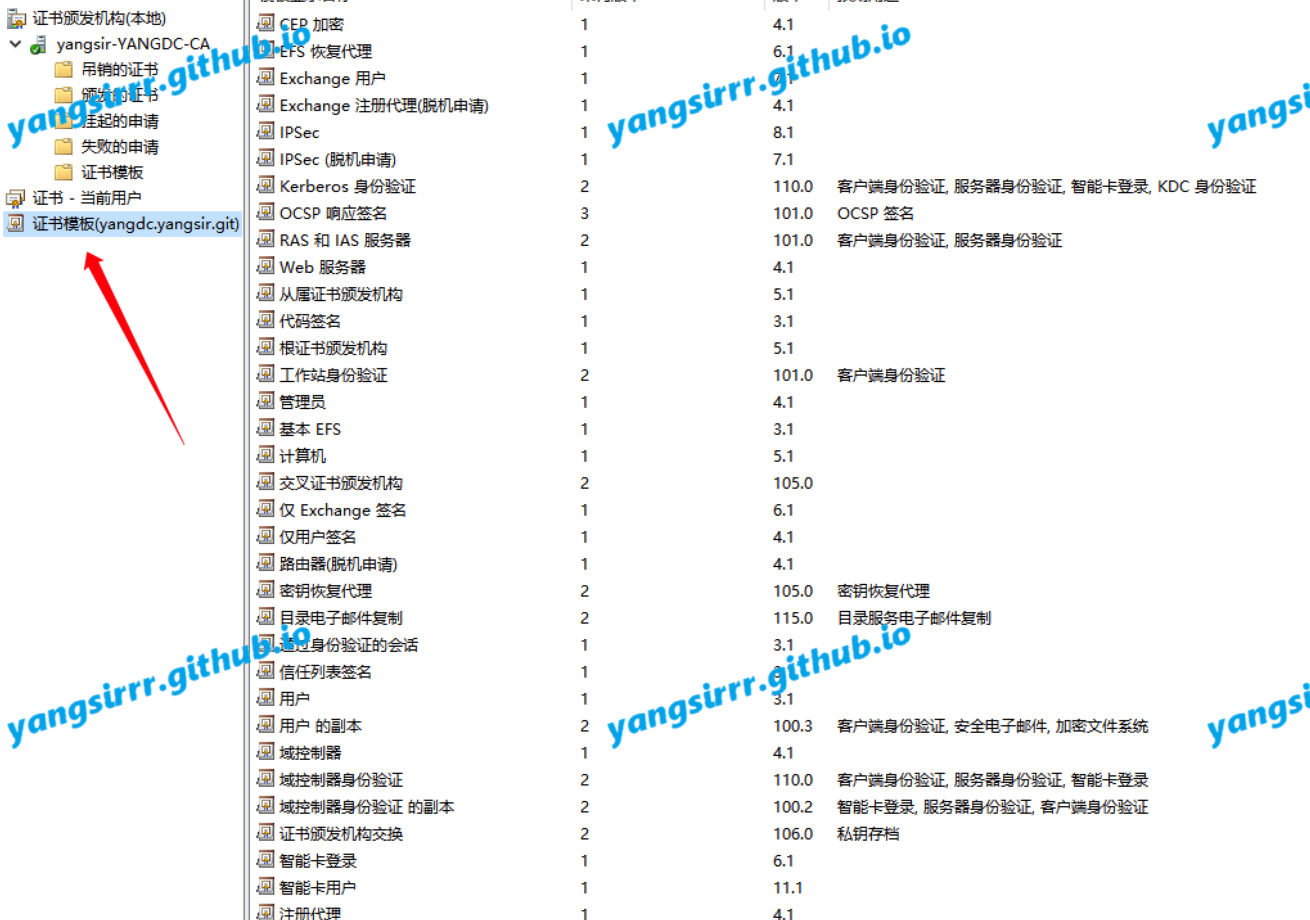 证书颁发机构(本地)
yangsir-YANGDC-CA
吊销的证书
颁发的证书
挂起的申请
失败的申请
证书模板
证书 - 当前用户
证书模板(yangdc.yangsir.git)
CEP 加密 1 4.1
EFS 恢复代理 1 6.1
Exchange 用户 1 7.1
Exchange 注册代理(脱机申请) 1 4.1
IPSec 1 8.1
IPSec (脱机申请) 1 7.1
Kerberos 身份验证 2 110.0 客户端身份验证, 服务器身份验证, 智能卡登录, KDC 身份验证
OCSP 响应签名 3 101.0 OCSP 签名
RAS 和 IAS 服务器 2 101.0 客户端身份验证, 服务器身份验证
Web 服务器 1 4.1
从属证书颁发机构 1 5.1
代码签名 1 3.1
根证书颁发机构 1 5.1
工作站身份验证 2 101.0 客户端身份验证
管理员 1 4.1
基本 EFS 1 3.1
计算机 1 5.1
交叉证书颁发机构 2 105.0
仅 Exchange 签名 1 6.1
仅用户签名 1 4.1
路由器(脱机申请) 1 4.1
密钥恢复代理 2 105.0 密钥恢复代理
目录电子邮件复制 2 115.0 目录服务电子邮件复制
通过身份验证的会话 1 3.1
信任列表签名 1 3.1
用户 1 3.1
用户 的副本 2 100.3 客户端身份验证, 安全电子邮件, 加密文件系统
域控制器 1 4.1
域控制器身份验证 2 110.0 客户端身份验证, 服务器身份验证, 智能卡登录
域控制器身份验证 的副本 2 100.2 智能卡登录, 服务器身份验证, 客户端身份验证
证书颁发机构交换 2 106.0 私钥存档
智能卡登录 1 6.1
智能卡用户 1 11.1
注册代理 1 4.1
yangsirrr.github.io
yangsirrr.github.io
yangsi
yangsirrr.github.io
yangsirrr.github.io
yangsi